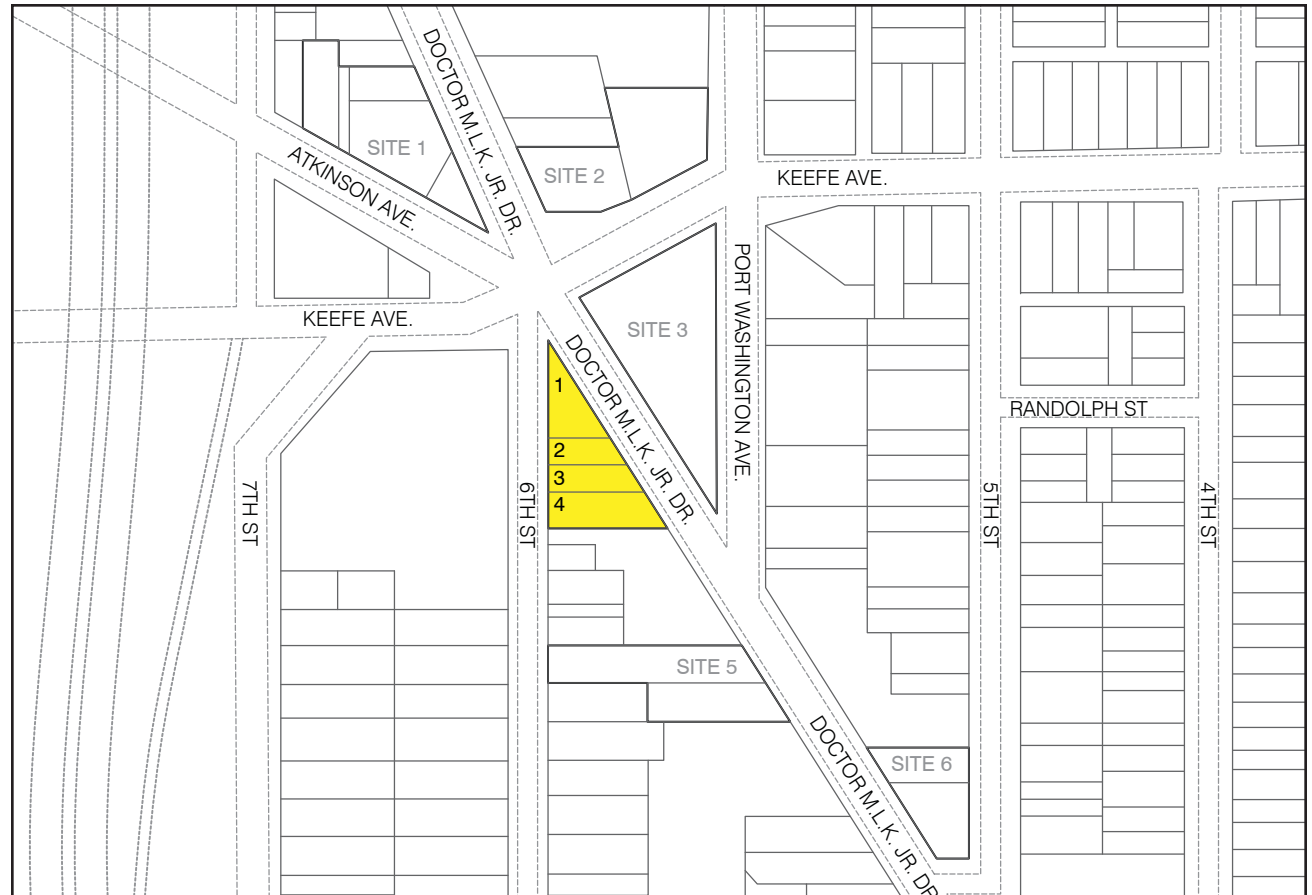 DOCTOR M.L.K. JR. DR.
SITE 1
ATKINSON AVE.
SITE 2
KEEFE AVE.
KEEFE AVE.
SITE 3
PORT WASHINGTON AVE.
DOCTOR M.L.K. JR. DR.
1
2
3
4
RANDOLPH ST
7TH ST
6TH ST
5TH ST
4TH ST
SITE 5
DOCTOR M.L.K. JR. DR.
SITE 6